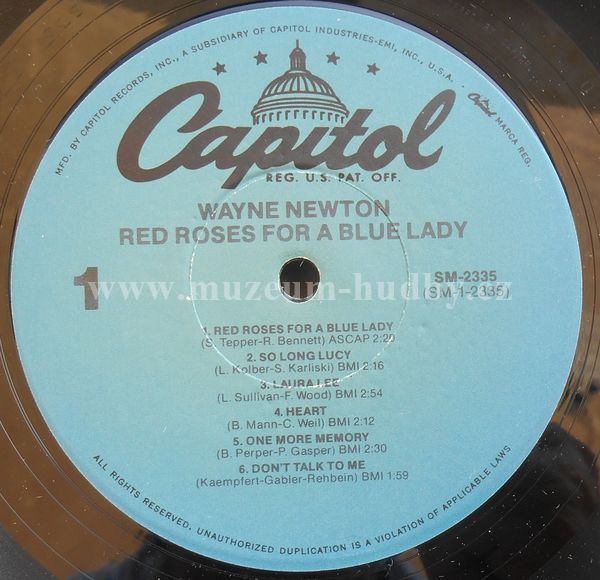 MFD. BY CAPITOL RECORDS, INC., A SUBSIDIARY OF CAPITOL INDUSTRIES-EMI, INC., U.S.A. · Capitol MARCA REG.
Capitol
REG. U.S. PAT. OFF.
WAYNE NEWTON
RED ROSES FOR A BLUE LADY
1
SM-2335
(SM-1-2335)
www.muzeum-hudby.cz
1. RED ROSES FOR A BLUE LADY
(S. Tepper-R. Bennett) ASCAP 2:20
2. SO LONG LUCY
(L. Kolber-S. Karliski) BMI 2:16
3. LAURA LEE
(L. Sullivan-F. Wood) BMI 2:54
4. HEART
(B. Mann-C. Weil) BMI 2:12
5. ONE MORE MEMORY
(B. Perper-P. Gasper) BMI 2:30
6. DON'T TALK TO ME
(Kaempfert-Gabler-Rehbein) BMI 1:59
ALL RIGHTS RESERVED. UNAUTHORIZED DUPLICATION IS A VIOLATION OF APPLICABLE LAWS